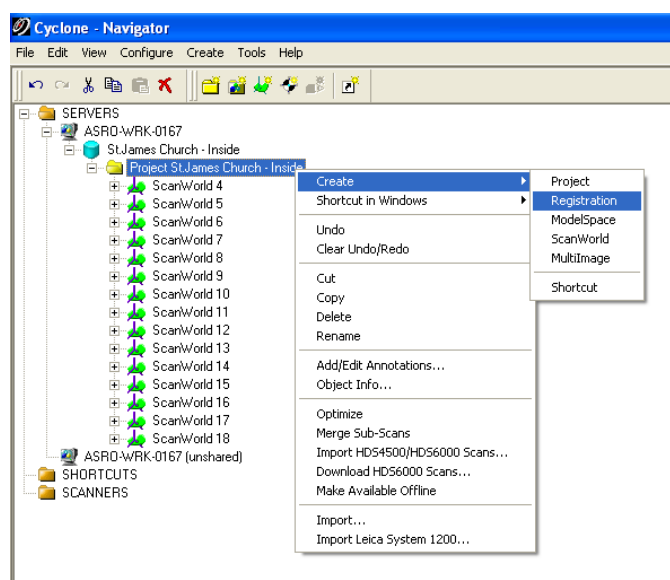 Cyclone - Navigator
File Edit View Configure Create Tools Help
SERVERS
ASRO-WRK-0167
St.James Church - Inside
Project St.James Church - Inside
ScanWorld 4
ScanWorld 5
ScanWorld 6
ScanWorld 7
ScanWorld 8
ScanWorld 9
ScanWorld 10
ScanWorld 11
ScanWorld 12
ScanWorld 13
ScanWorld 14
ScanWorld 15
ScanWorld 16
ScanWorld 17
ScanWorld 18
ASRO-WRK-0167 (unshared)
SHORTCUTS
SCANNERS
Create
Shortcut in Windows
Undo
Clear Undo/Redo
Cut
Copy
Delete
Rename
Add/Edit Annotations...
Object Info...
Optimize
Merge Sub-Scans
Import HDS4500/HDS6000 Scans...
Download HDS6000 Scans...
Make Available Offline
Import...
Import Leica System 1200...
Project
Registration
ModelSpace
ScanWorld
MultiImage
Shortcut